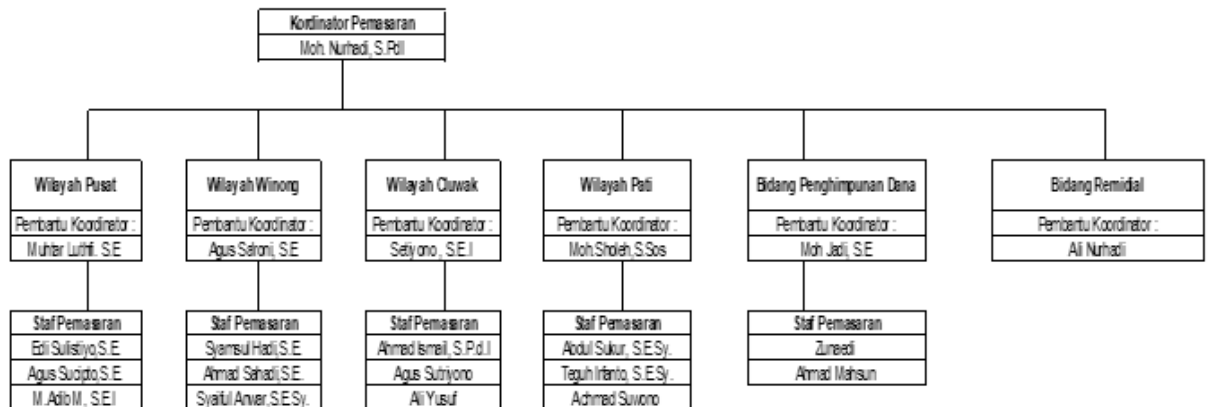 Kordinator Pemasaran
Moh. Nurhadi, S.PdI
Wilayah Pusat
Pembantu Koordinator :
Muhtar Luthfi. S.E
Wilayah Winong
Pembantu Koordinator :
Agus Safroni, S.E
Wilayah Cluwak
Pembantu Koordinator :
Setiyono , S.E.I
Wilayah Pati
Pembantu Koordinator :
Moh.Sholeh,S.Sos
Bidang Penghimpunan Dana
Pembantu Koordinator :
Moh Jadi, S.E
Bidang Remidial
Pembantu Koordinator :
Ali Nurhadi
Staf Pemasaran
Edi Sulistiyo,S.E.
Agus Sucipto,S.E.
M.Adib M, S.E.I
Staf Pemasaran
Syamsul Hadi,S.E.
Ahmad Sahadi,S.E.
Syaiful Anwar,S.E.Sy.
Staf Pemasaran
Ahmad Ismail, S.P.d.I
Agus Sutriyono
Ali Yusuf
Staf Pemasaran
Abdul Sukur, S.E.Sy.
Teguh Irfanto, S.E.Sy.
Achmad Suwono
Staf Pemasaran
Zunaedi
Ahmad Mahsun